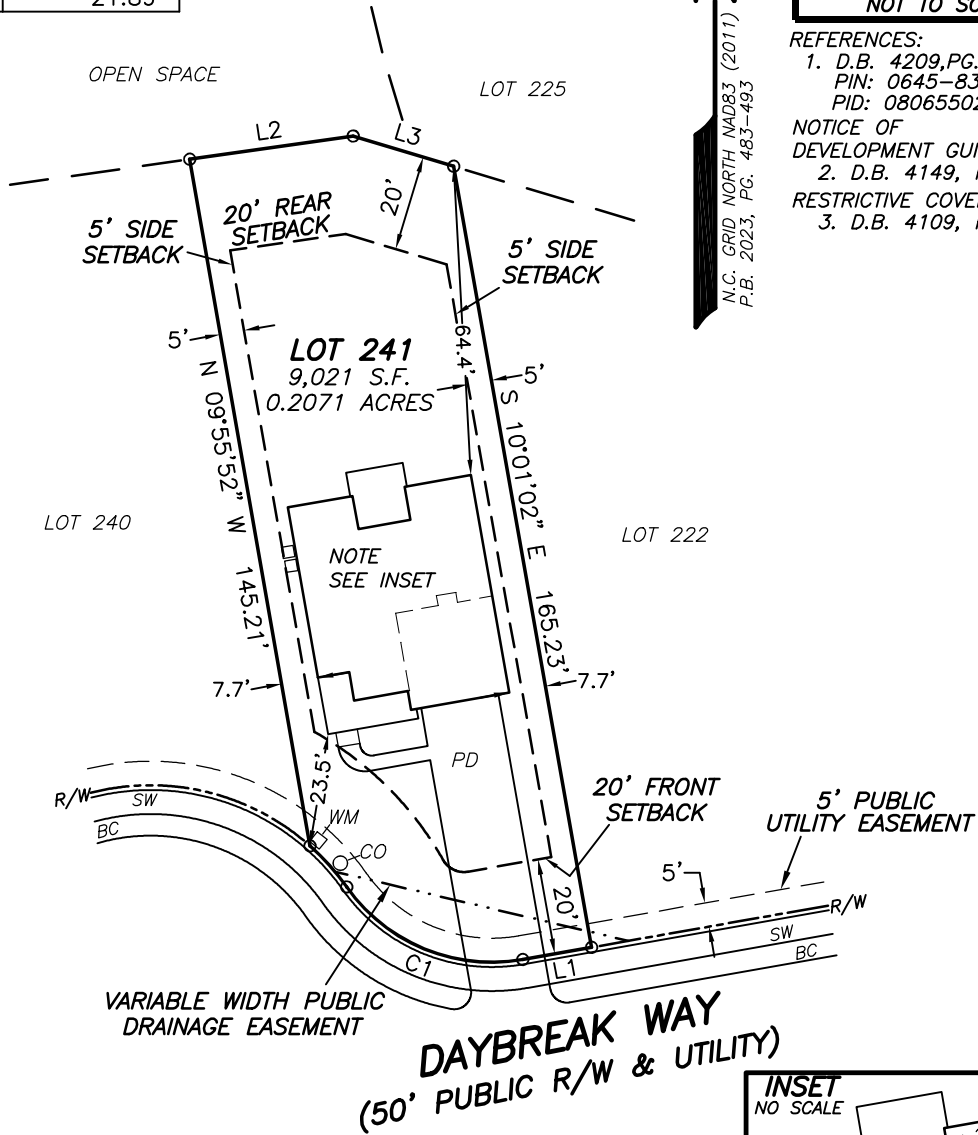 21.89
NOT TO SC
OPEN SPACE
LOT 225
N.C. GRID NORTH NAD83 (2011)
P.B. 2023, PG. 483-493
REFERENCES:
1. D.B. 4209,PG.
PIN: 0645-83
PID: 08065502
NOTICE OF
DEVELOPMENT GUI
2. D.B. 4149,
RESTRICTIVE COVE
3. D.B. 4109,
L2
L3
20'
5' SIDE
SETBACK
20' REAR
SETBACK
5' SIDE
SETBACK
5'
64.4'
5'
LOT 241
9,021 S.F.
0.2071 ACRES
N 09°55'52" W 145.21'
S 10°01'02" E 165.23'
LOT 240
LOT 222
NOTE
SEE INSET
7.7'
7.7'
23.5'
PD
20' FRONT
SETBACK
5' PUBLIC
UTILITY EASEMENT
R/W
SW
BC
WM
CO
5'
20'
R/W
SW
BC
C1
L1
VARIABLE WIDTH PUBLIC
DRAINAGE EASEMENT
DAYBREAK WAY
(50' PUBLIC R/W & UTILITY)
INSET
NO SCALE